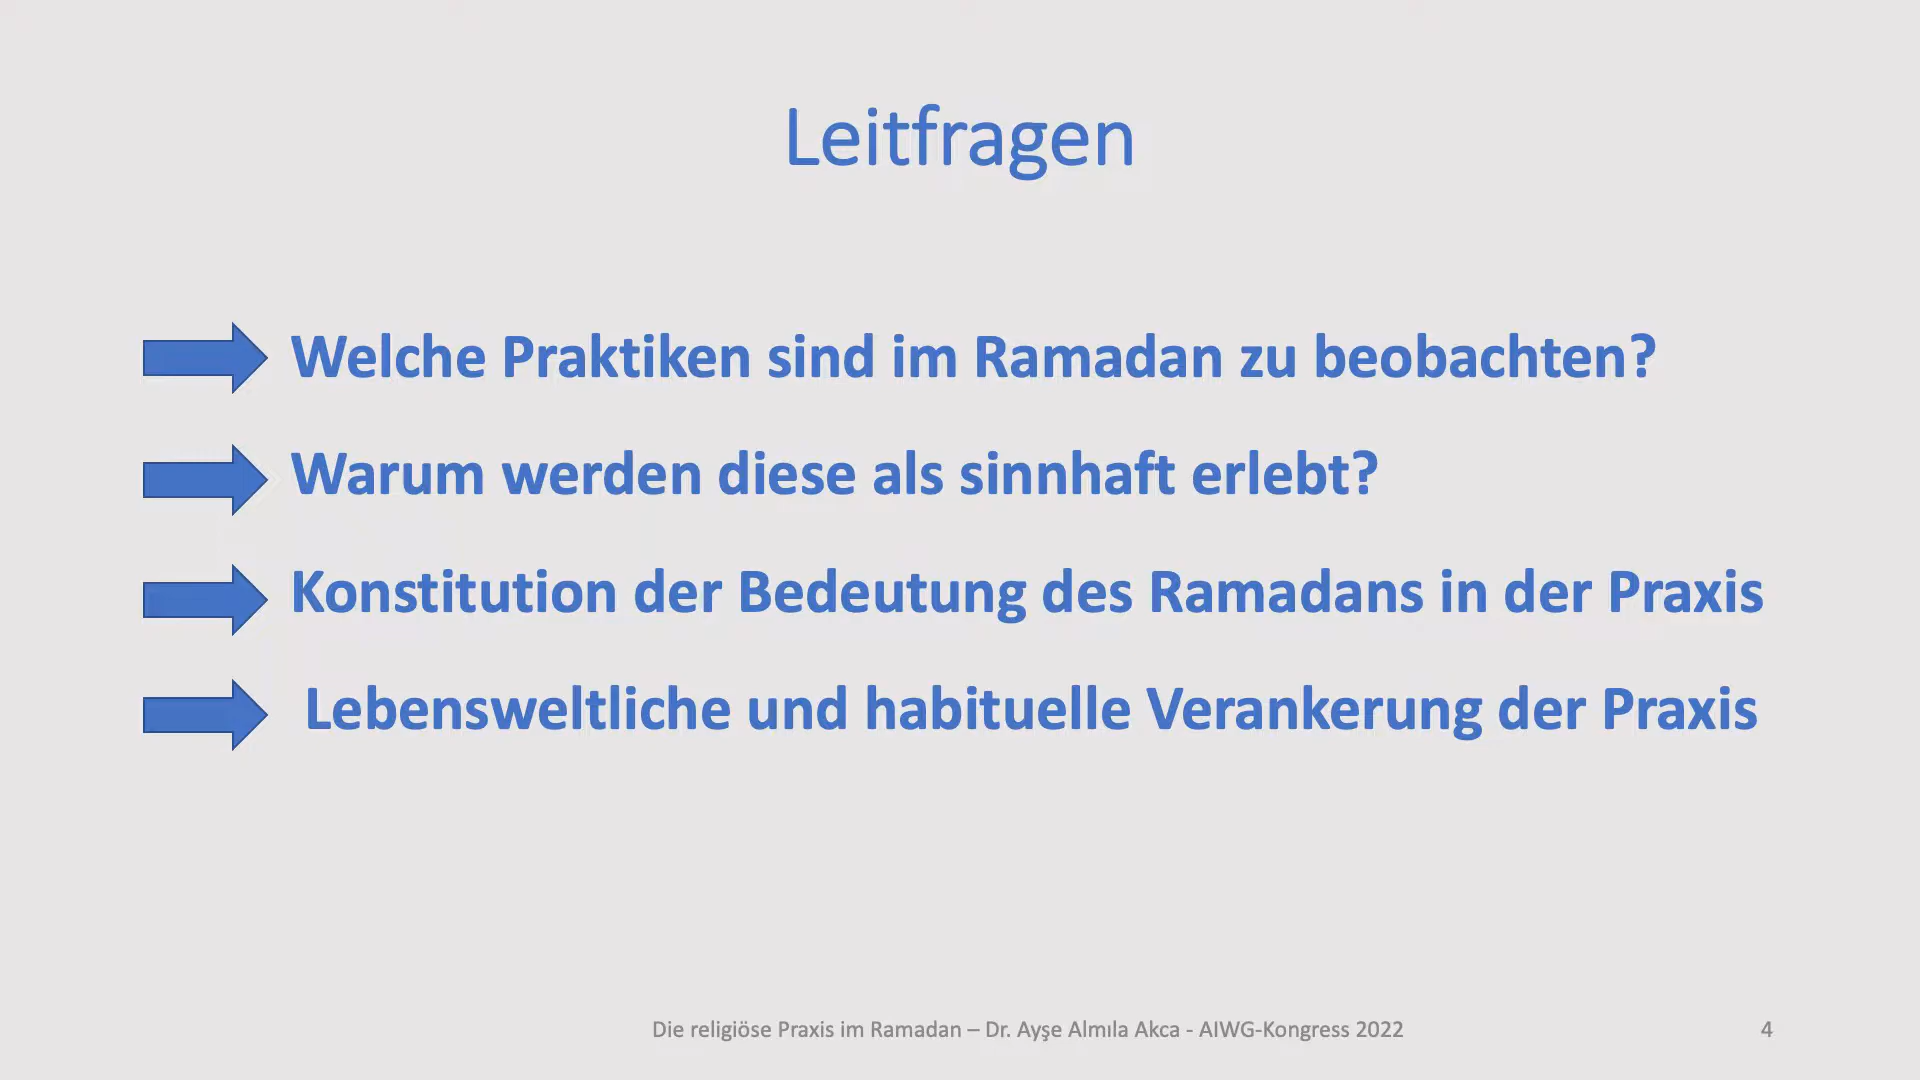 Leitfragen
Welche Praktiken sind im Ramadan zu beobachten?
Warum werden diese als sinnhaft erlebt?
Konstitution der Bedeutung des Ramadans in der Praxis
Lebensweltliche und habituelle Verankerung der Praxis
Die religiöse Praxis im Ramadan – Dr. Ayşe Almıla Akca - AIWG-Kongress 2022
4